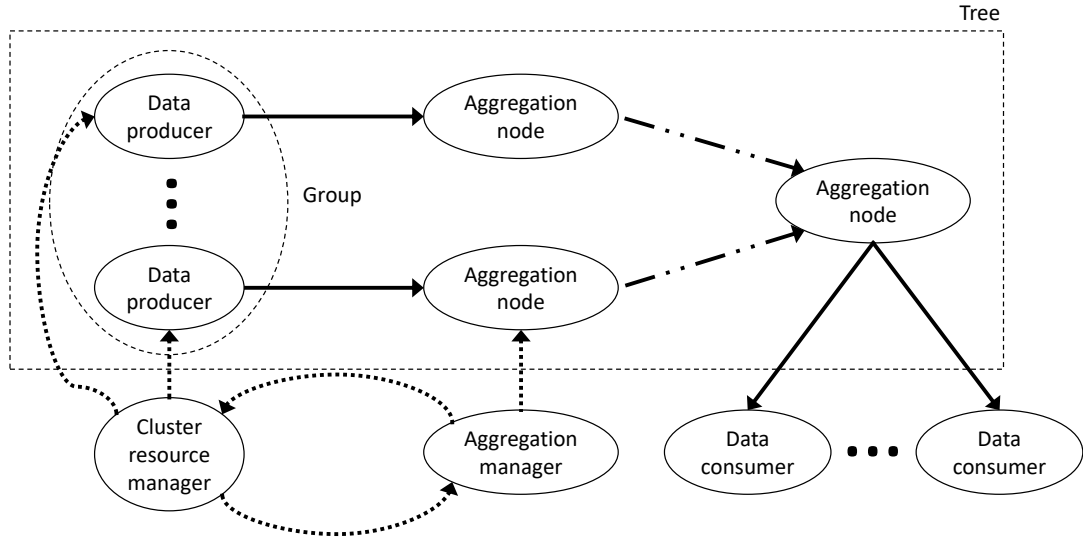 Tree
Data
producer
Aggregation
node
Group
Aggregation
node
Data
producer
Aggregation
node
Cluster
resource
manager
Aggregation
manager
Data
consumer
Data
consumer